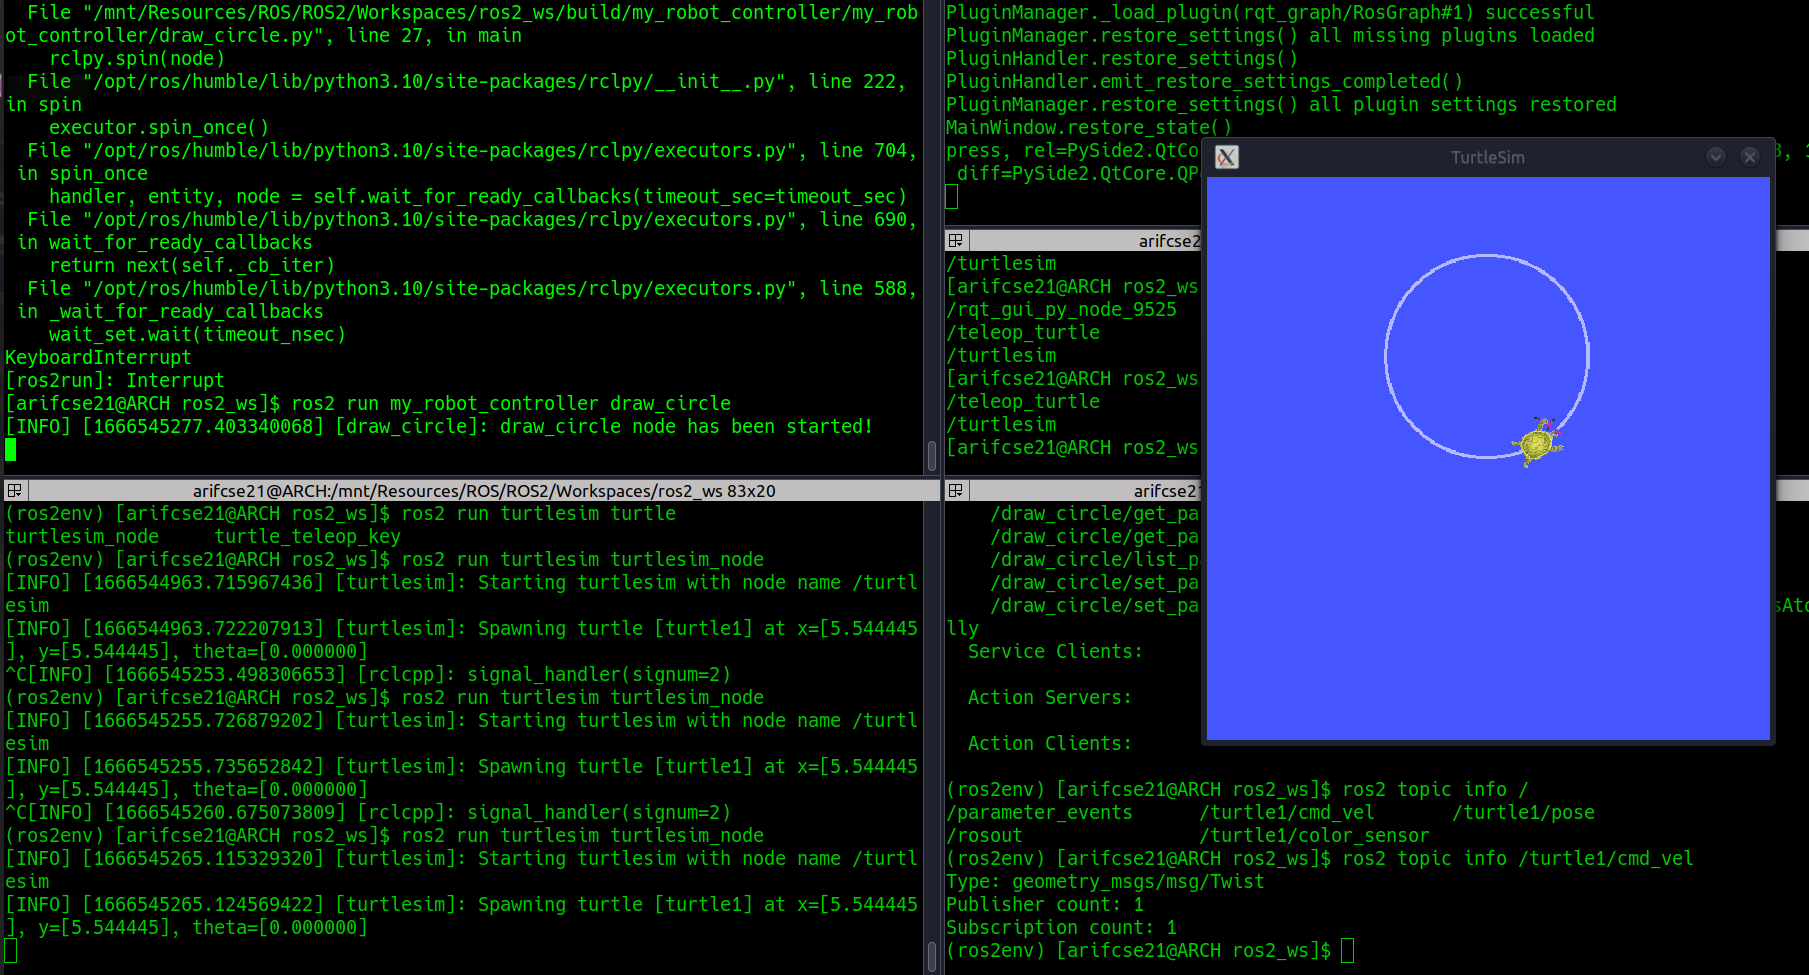 File "/mnt/Resources/ROS/ROS2/Workspaces/ros2_ws/build/my_robot_controller/my_rob
ot_controller/draw_circle.py", line 27, in main
    rclpy.spin(node)
  File "/opt/ros/humble/lib/python3.10/site-packages/rclpy/__init__.py", line 222,
in spin
    executor.spin_once()
  File "/opt/ros/humble/lib/python3.10/site-packages/rclpy/executors.py", line 704,
 in spin_once
    handler, entity, node = self.wait_for_ready_callbacks(timeout_sec=timeout_sec)
  File "/opt/ros/humble/lib/python3.10/site-packages/rclpy/executors.py", line 690,
 in wait_for_ready_callbacks
    return next(self._cb_iter)
  File "/opt/ros/humble/lib/python3.10/site-packages/rclpy/executors.py", line 588,
 in _wait_for_ready_callbacks
    wait_set.wait(timeout_nsec)
KeyboardInterrupt
[ros2run]: Interrupt
[arifcse21@ARCH ros2_ws]$ ros2 run my_robot_controller draw_circle
[INFO] [1666545277.403340068] [draw_circle]: draw_circle node has been started!
arifcse21@ARCH:/mnt/Resources/ROS/ROS2/Workspaces/ros2_ws 83x20
(ros2env) [arifcse21@ARCH ros2_ws]$ ros2 run turtlesim turtle
turtlesim_node     turtle_teleop_key
(ros2env) [arifcse21@ARCH ros2_ws]$ ros2 run turtlesim turtlesim_node
[INFO] [1666544963.715967436] [turtlesim]: Starting turtlesim with node name /turtl
esim
[INFO] [1666544963.722207913] [turtlesim]: Spawning turtle [turtle1] at x=[5.544445
], y=[5.544445], theta=[0.000000]
^C[INFO] [1666545253.498306653] [rclcpp]: signal_handler(signum=2)
(ros2env) [arifcse21@ARCH ros2_ws]$ ros2 run turtlesim turtlesim_node
[INFO] [1666545255.726879202] [turtlesim]: Starting turtlesim with node name /turtl
esim
[INFO] [1666545255.735652842] [turtlesim]: Spawning turtle [turtle1] at x=[5.544445
], y=[5.544445], theta=[0.000000]
^C[INFO] [1666545260.675073809] [rclcpp]: signal_handler(signum=2)
(ros2env) [arifcse21@ARCH ros2_ws]$ ros2 run turtlesim turtlesim_node
[INFO] [1666545265.115329320] [turtlesim]: Starting turtlesim with node name /turtl
esim
[INFO] [1666545265.124569422] [turtlesim]: Spawning turtle [turtle1] at x=[5.544445
], y=[5.544445], theta=[0.000000]
PluginManager._load_plugin(rqt_graph/RosGraph#1) successful
PluginManager.restore_settings() all missing plugins loaded
PluginHandler.restore_settings()
PluginHandler.emit_restore_settings_completed()
PluginManager.restore_settings() all plugin settings restored
MainWindow.restore_state()
press, rel=PySide2.QtCo
 diff=PySide2.QtCore.QP
arifcse2
/turtlesim
[arifcse21@ARCH ros2_ws
/rqt_gui_py_node_9525
/teleop_turtle
/turtlesim
[arifcse21@ARCH ros2_ws
/teleop_turtle
/turtlesim
[arifcse21@ARCH ros2_ws
TurtleSim
arifcse21
    /draw_circle/get_pa
    /draw_circle/get_pa
    /draw_circle/list_p
    /draw_circle/set_pa
    /draw_circle/set_pa sAto
lly
  Service Clients:
  Action Servers:
  Action Clients:
(ros2env) [arifcse21@ARCH ros2_ws]$ ros2 topic info /
/parameter_events      /turtle1/cmd_vel       /turtle1/pose
/rosout                /turtle1/color_sensor
(ros2env) [arifcse21@ARCH ros2_ws]$ ros2 topic info /turtle1/cmd_vel
Type: geometry_msgs/msg/Twist
Publisher count: 1
Subscription count: 1
(ros2env) [arifcse21@ARCH ros2_ws]$